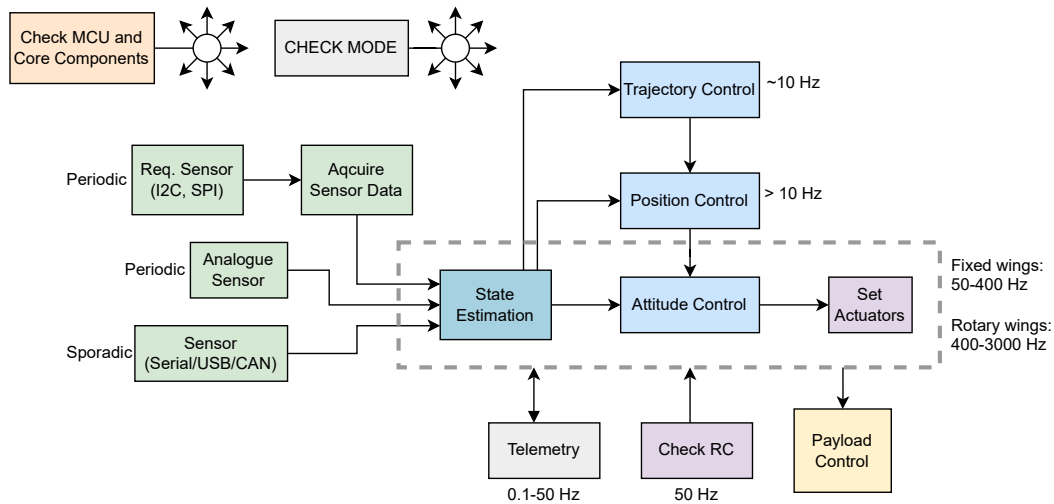 Check MCU and
Core Components
CHECK MODE
Trajectory Control
~10 Hz
Periodic
Req. Sensor
(I2C, SPI)
Aqcuire
Sensor Data
Position Control
> 10 Hz
Periodic
Analogue
Sensor
State
Estimation
Attitude Control
Set
Actuators
Fixed wings:
50-400 Hz
Rotary wings:
400-3000 Hz
Sporadic
Sensor
(Serial/USB/CAN)
Telemetry
0.1-50 Hz
Check RC
50 Hz
Payload
Control